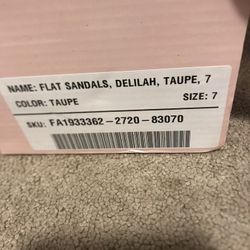 NAME: FLAT SANDALS, DELILAH, TAUPE, 7
COLOR: TAUPE SIZE: 7
SKU: FA1933362-2720-83070